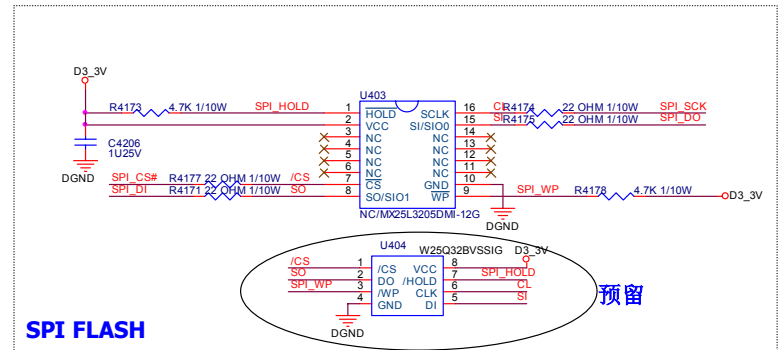 D3_3V
U403
R4173 4.7K 1/10W SPI_HOLD 1 HOLD SCLK 16 CL R4174 22 OHM 1/10W SPI_SCK
2 VCC SI/SIO0 15 SI R4175 22 OHM 1/10W SPI_DO
3 NC NC 14
4 NC NC 13
5 NC NC 12
6 NC NC 11
C4206
1U25V
DGND
SPI_CS# R4177 22 OHM 1/10W /CS 7 CS GND 10
SPI_DI R4171 22 OHM 1/10W SO 8 SO/SIO1 WP 9 SPI_WP R4178 4.7K 1/10W D3_3V
NC/MX25L3205DMI-12G
DGND
U404 W25Q32BVSSIG D3_3V
/CS 1 /CS VCC 8
SO 2 DO /HOLD 7 SPI_HOLD
SPI_WP 3 /WP CLK 6 CL
4 GND DI 5 SI
DGND
预留
SPI FLASH